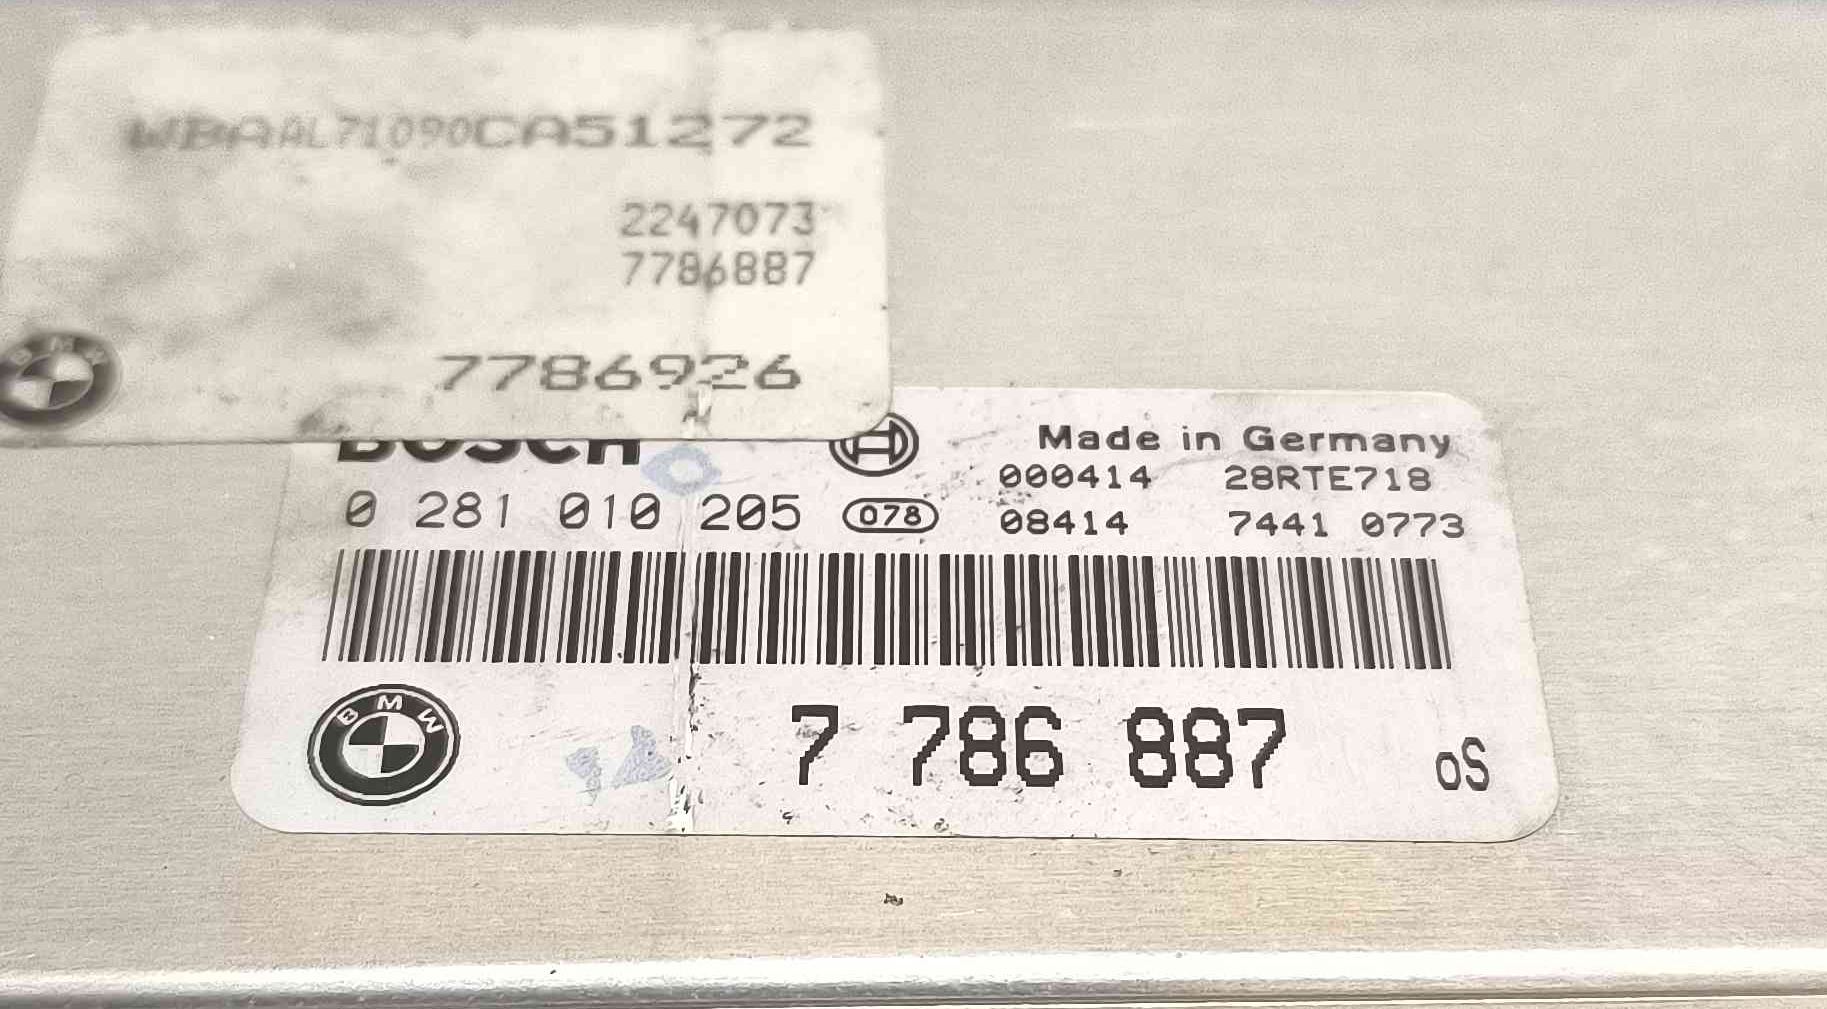 WBAAL71090CA51272
2247073
7786887
BMW
7786926
BOSCH
Made in Germany
000414 28RTE718
0 281 010 205 078 08414 7441 0773
BMW
7 786 887 oS